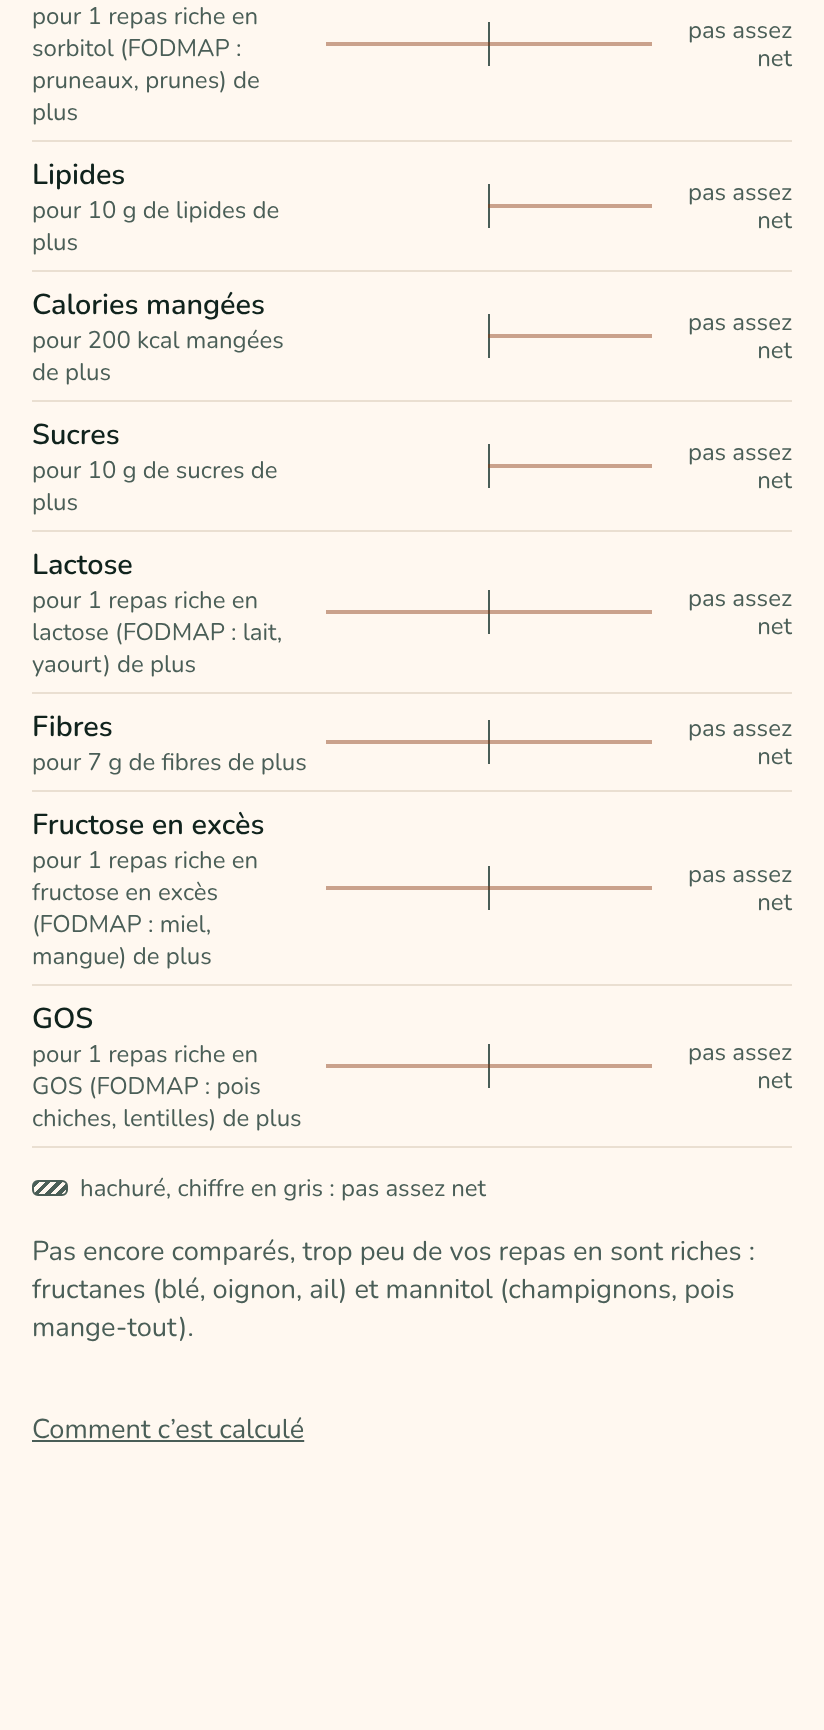 pour 1 repas riche en
sorbitol (FODMAP :
pruneaux, prunes) de
plus
pas assez
net
Lipides
pour 10 g de lipides de
plus
pas assez
net
Calories mangées
pour 200 kcal mangées
de plus
pas assez
net
Sucres
pour 10 g de sucres de
plus
pas assez
net
Lactose
pour 1 repas riche en
lactose (FODMAP : lait,
yaourt) de plus
pas assez
net
Fibres
pour 7 g de fibres de plus
pas assez
net
Fructose en excès
pour 1 repas riche en
fructose en excès
(FODMAP : miel,
mangue) de plus
pas assez
net
GOS
pour 1 repas riche en
GOS (FODMAP : pois
chiches, lentilles) de plus
pas assez
net
hachuré, chiffre en gris : pas assez net
Pas encore comparés, trop peu de vos repas en sont riches :
fructanes (blé, oignon, ail) et mannitol (champignons, pois
mange-tout).
Comment c’est calculé